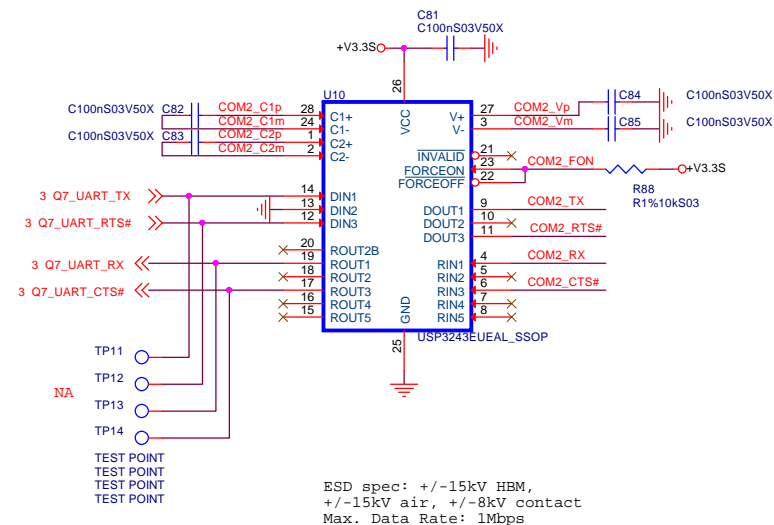 C81
C100nS03V50X
+V3.3S
26
U10
VCC
C100nS03V50X C82 COM2_C1p 28 C1+
COM2_C1m 24 C1-
C100nS03V50X C83 COM2_C2p 1 C2+
COM2_C2m 2 C2-
V+ 27 COM2_Vp C84 C100nS03V50X
V- 3 COM2_Vm C85 C100nS03V50X
INVALID 21
FORCEON 23 COM2_FON +V3.3S
FORCEOFF 22
R88
R1%10kS03
3 Q7_UART_TX 14 DIN1
13 DIN2
3 Q7_UART_RTS# 12 DIN3
DOUT1 9 COM2_TX
DOUT2 10
DOUT3 11 COM2_RTS#
20 ROUT2B
3 Q7_UART_RX 19 ROUT1
18 ROUT2
3 Q7_UART_CTS# 17 ROUT3
16 ROUT4
15 ROUT5
RIN1 4 COM2_RX
RIN2 5
RIN3 6 COM2_CTS#
RIN4 7
RIN5 8
GND
25
USP3243EUEAL_SSOP
TP11
TP12
NA
TP13
TP14
TEST POINT
TEST POINT
TEST POINT
TEST POINT
ESD spec: +/-15kV HBM,
+/-15kV air, +/-8kV contact
Max. Data Rate: 1Mbps